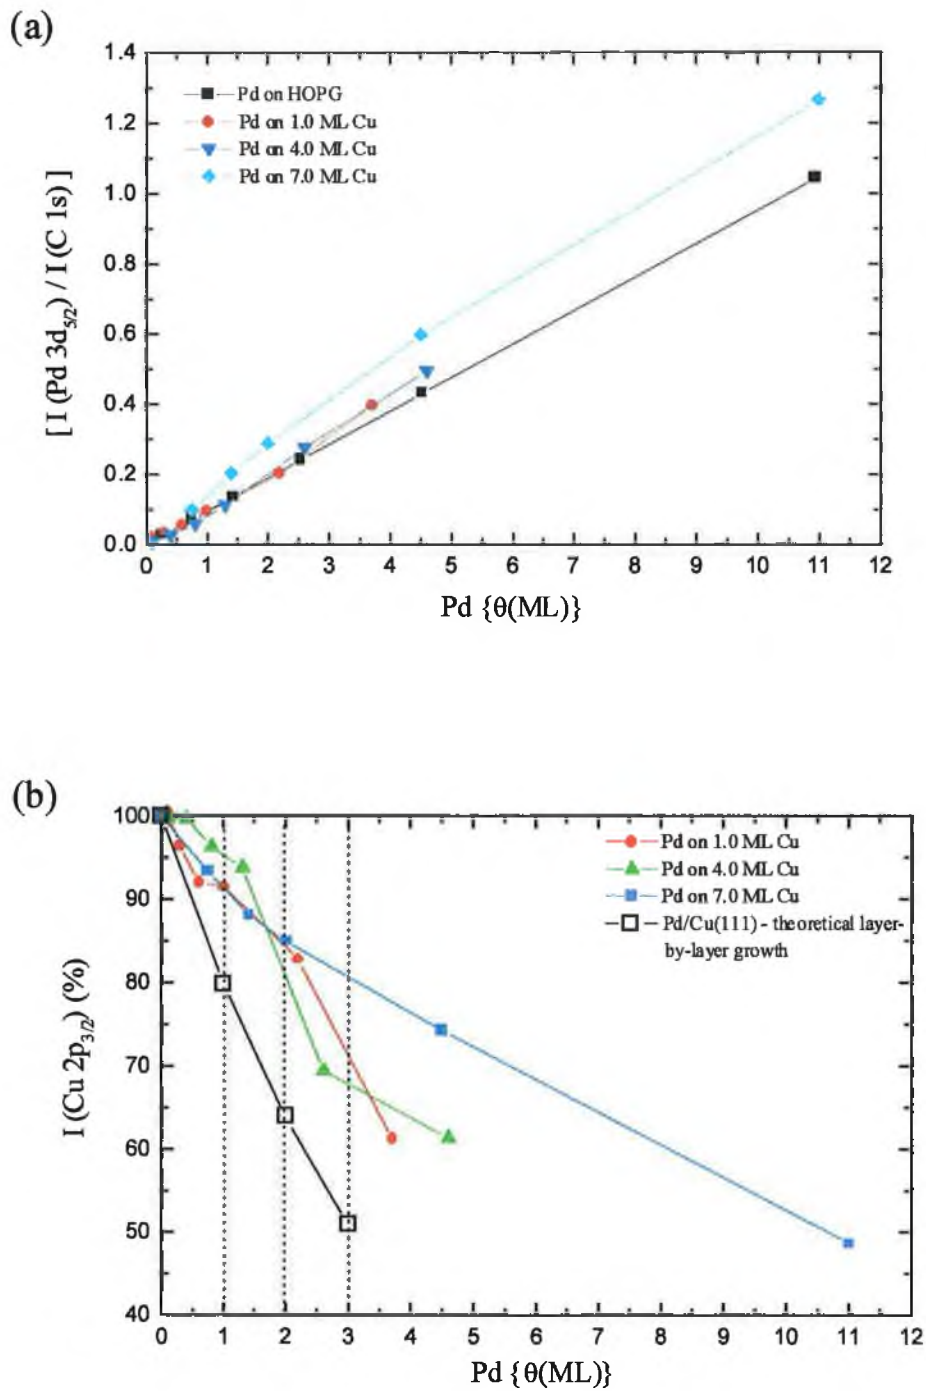 (a)
1.4
1.2
1.0
0.8
0.6
0.4
0.2
0.0
[ I (Pd 3d5/2) / I (C 1s) ]
Pd on HOPG
Pd on 1.0 ML Cu
Pd on 4.0 ML Cu
Pd on 7.0 ML Cu
0 1 2 3 4 5 6 7 8 9 10 11 12
Pd {θ(ML)}
(b)
100
90
80
70
60
50
40
I (Cu 2p3/2) (%)
Pd on 1.0 ML Cu
Pd on 4.0 ML Cu
Pd on 7.0 ML Cu
Pd/Cu(111) - theoretical layer-
by-layer growth
0 1 2 3 4 5 6 7 8 9 10 11 12
Pd {θ(ML)}